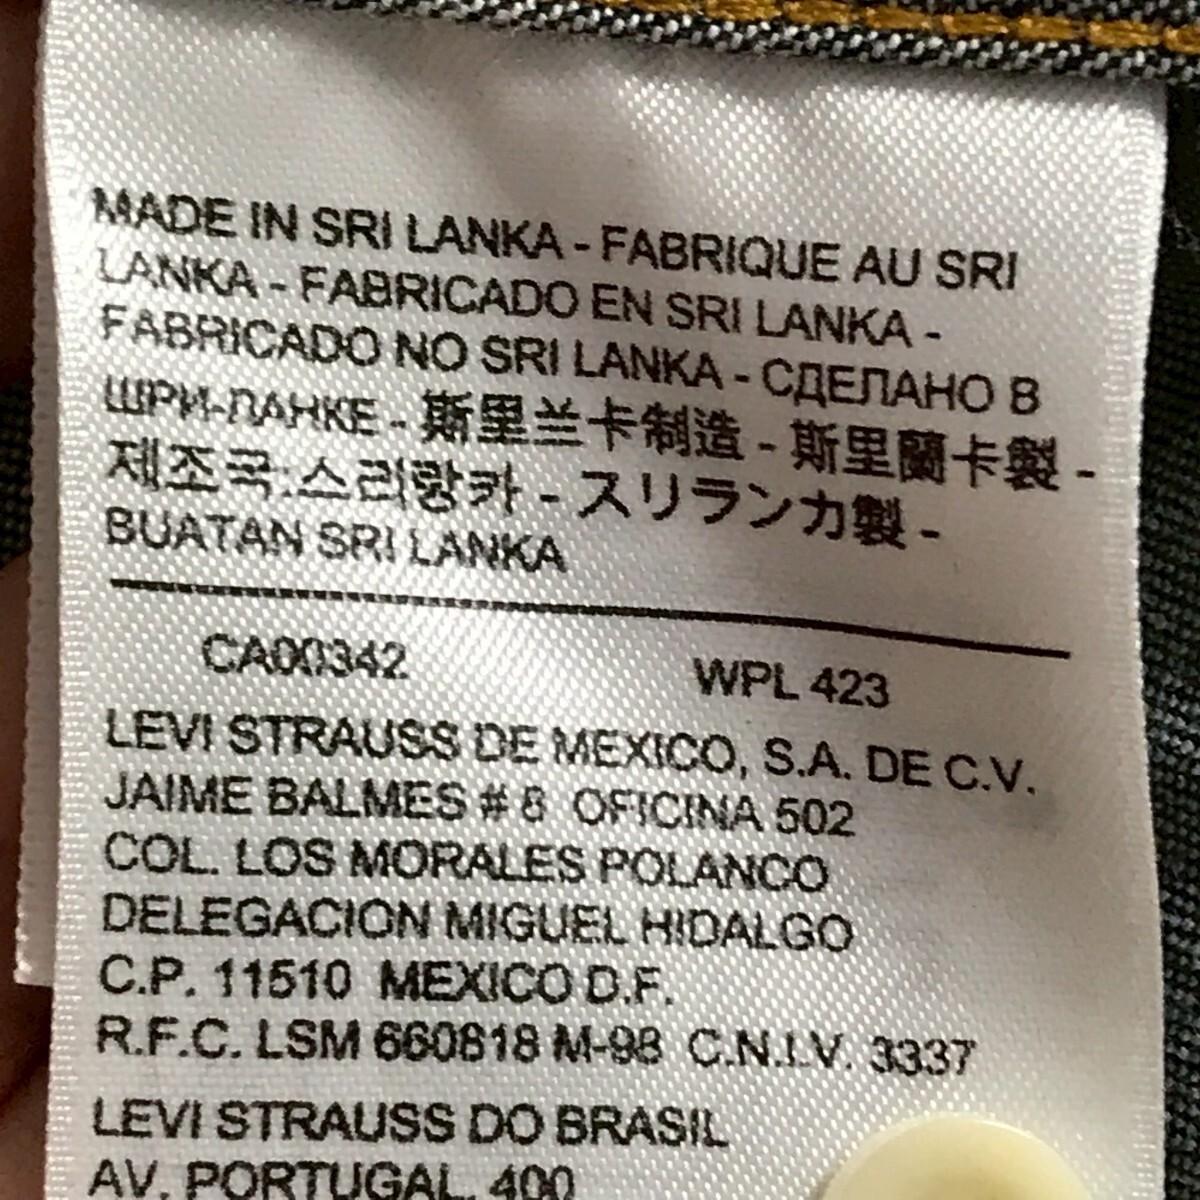 MADE IN SRI LANKA - FABRIQUE AU SRI
LANKA - FABRICADO EN SRI LANKA -
FABRICADO NO SRI LANKA - СДЕЛАНО В
ШРИ-ЛАНКЕ - 斯里兰卡制造 - 斯里蘭卡製 -
제조국:스리랑카 - スリランカ製 -
BUATAN SRI LANKA
CA00342 WPL 423
LEVI STRAUSS DE MEXICO, S.A. DE C.V.
JAIME BALMES # 8 OFICINA 502
COL. LOS MORALES POLANCO
DELEGACION MIGUEL HIDALGO
C.P. 11510 MEXICO D.F.
R.F.C. LSM 660818 M-98 C.N.I.V. 3337
LEVI STRAUSS DO BRASIL
AV. PORTUGAL, 400